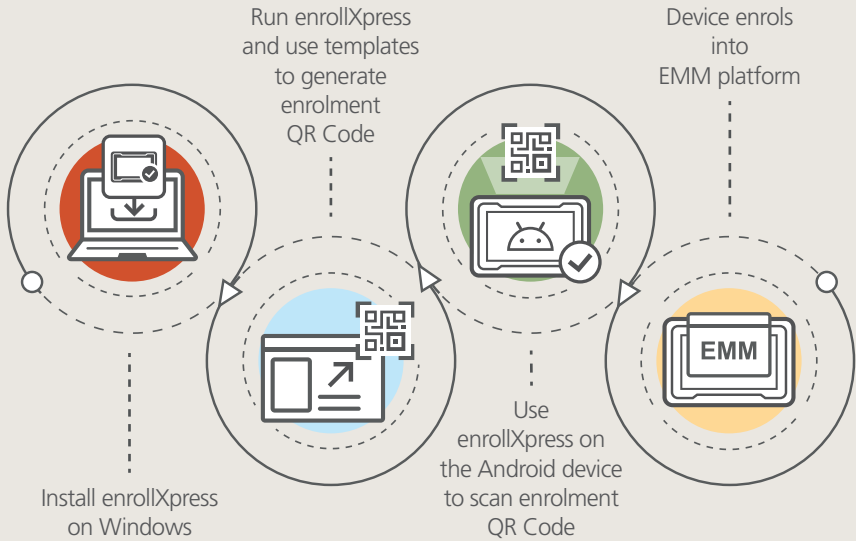 Install enrollXpress
on Windows
Run enrollXpress
and use templates
to generate
enrolment
QR Code
Use
enrollXpress on
the Android device
to scan enrolment
QR Code
Device enrols
into
EMM platform
EMM